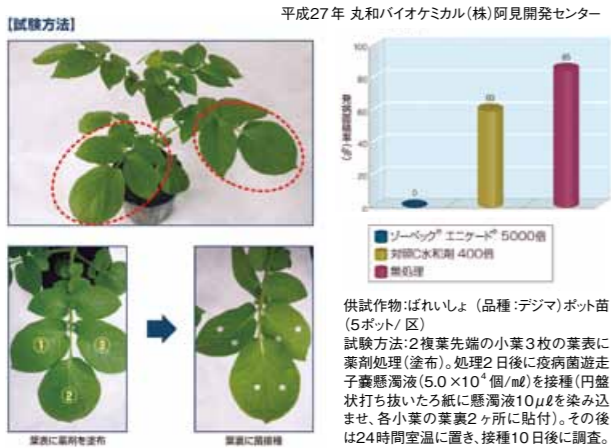 平成27年 丸和バイオケミカル(株)阿見開発センター
【試験方法】
100
80
60
40
20
0
0
60
85
ゾーベック® エニケード® 5000倍
対照C水和剤 400倍
無処理
① ② ③
葉表に薬剤を塗布
葉裏に菌接種
供試作物:ばれいしょ (品種:デジマ)ポット苗
(5ポット/ 区)
試験方法:2複葉先端の小葉3枚の葉表に
薬剤処理(塗布)。処理2日後に疫病菌遊走
子嚢懸濁液(5.0×10⁴個/㎖)を接種(円盤
状打ち抜いたろ紙に懸濁液10μℓを染み込
ませ、各小葉の葉裏2ヶ所に貼付)。その後
は24時間室温に置き、接種10日後に調査。